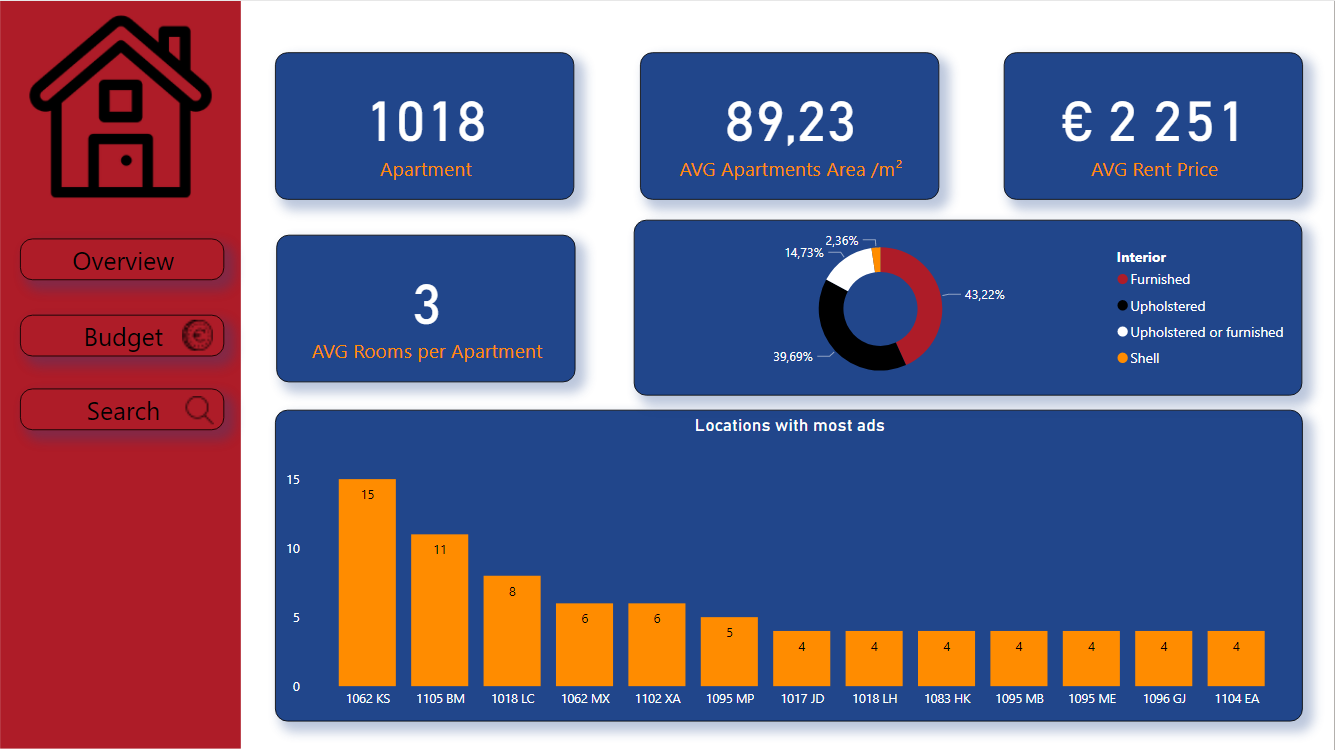 Overview
Budget
Search
1018
Apartment
89,23
AVG Apartments Area /m²
€ 2 251
AVG Rent Price
3
AVG Rooms per Apartment
2,36%
14,73%
43,22%
39,69%
Interior
Furnished
Upholstered
Upholstered or furnished
Shell
Locations with most ads
15
10
5
0
15 11 8 6 6 5 4 4 4 4 4 4 4
1062 KS 1105 BM 1018 LC 1062 MX 1102 XA 1095 MP 1017 JD 1018 LH 1083 HK 1095 MB 1095 ME 1096 GJ 1104 EA